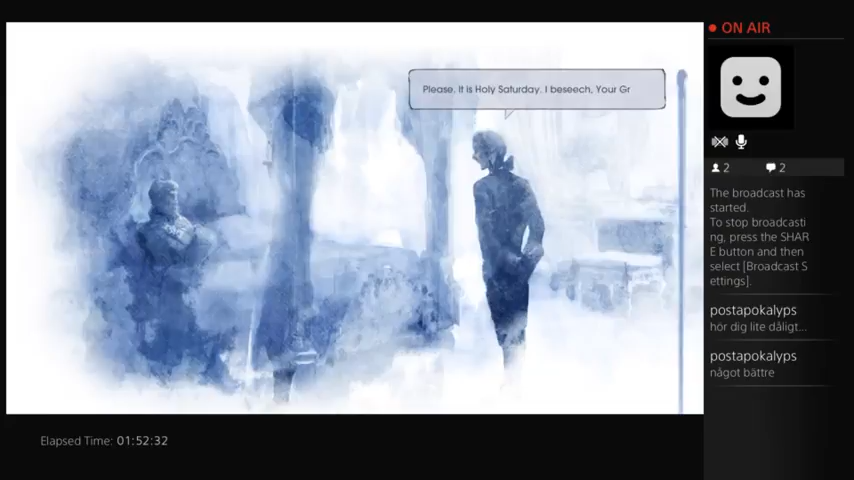 Please. It is Holy Saturday. I beseech, Your Gr
ON AIR
2 2
The broadcast has
started.
To stop broadcasti
ng, press the SHAR
E button and then
select [Broadcast S
ettings].
postapokalyps
hör dig lite dåligt...
postapokalyps
något bättre
Elapsed Time: 01:52:32